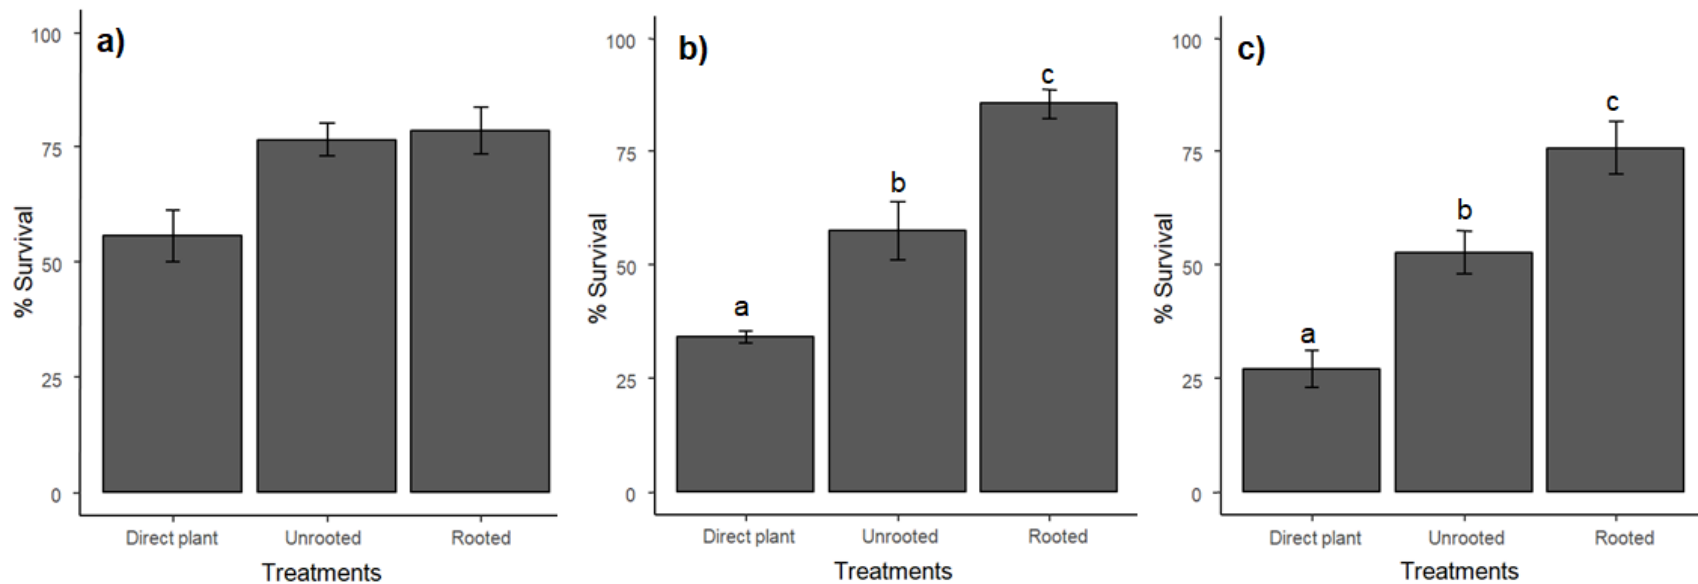 a)
100
75
50
25
0
% Survival
Direct plant Unrooted Rooted
Treatments
b)
100
75
50
25
0
% Survival
a
b
c
Direct plant Unrooted Rooted
Treatments
c)
100
75
50
25
0
% Survival
a
b
c
Direct plant Unrooted Rooted
Treatments